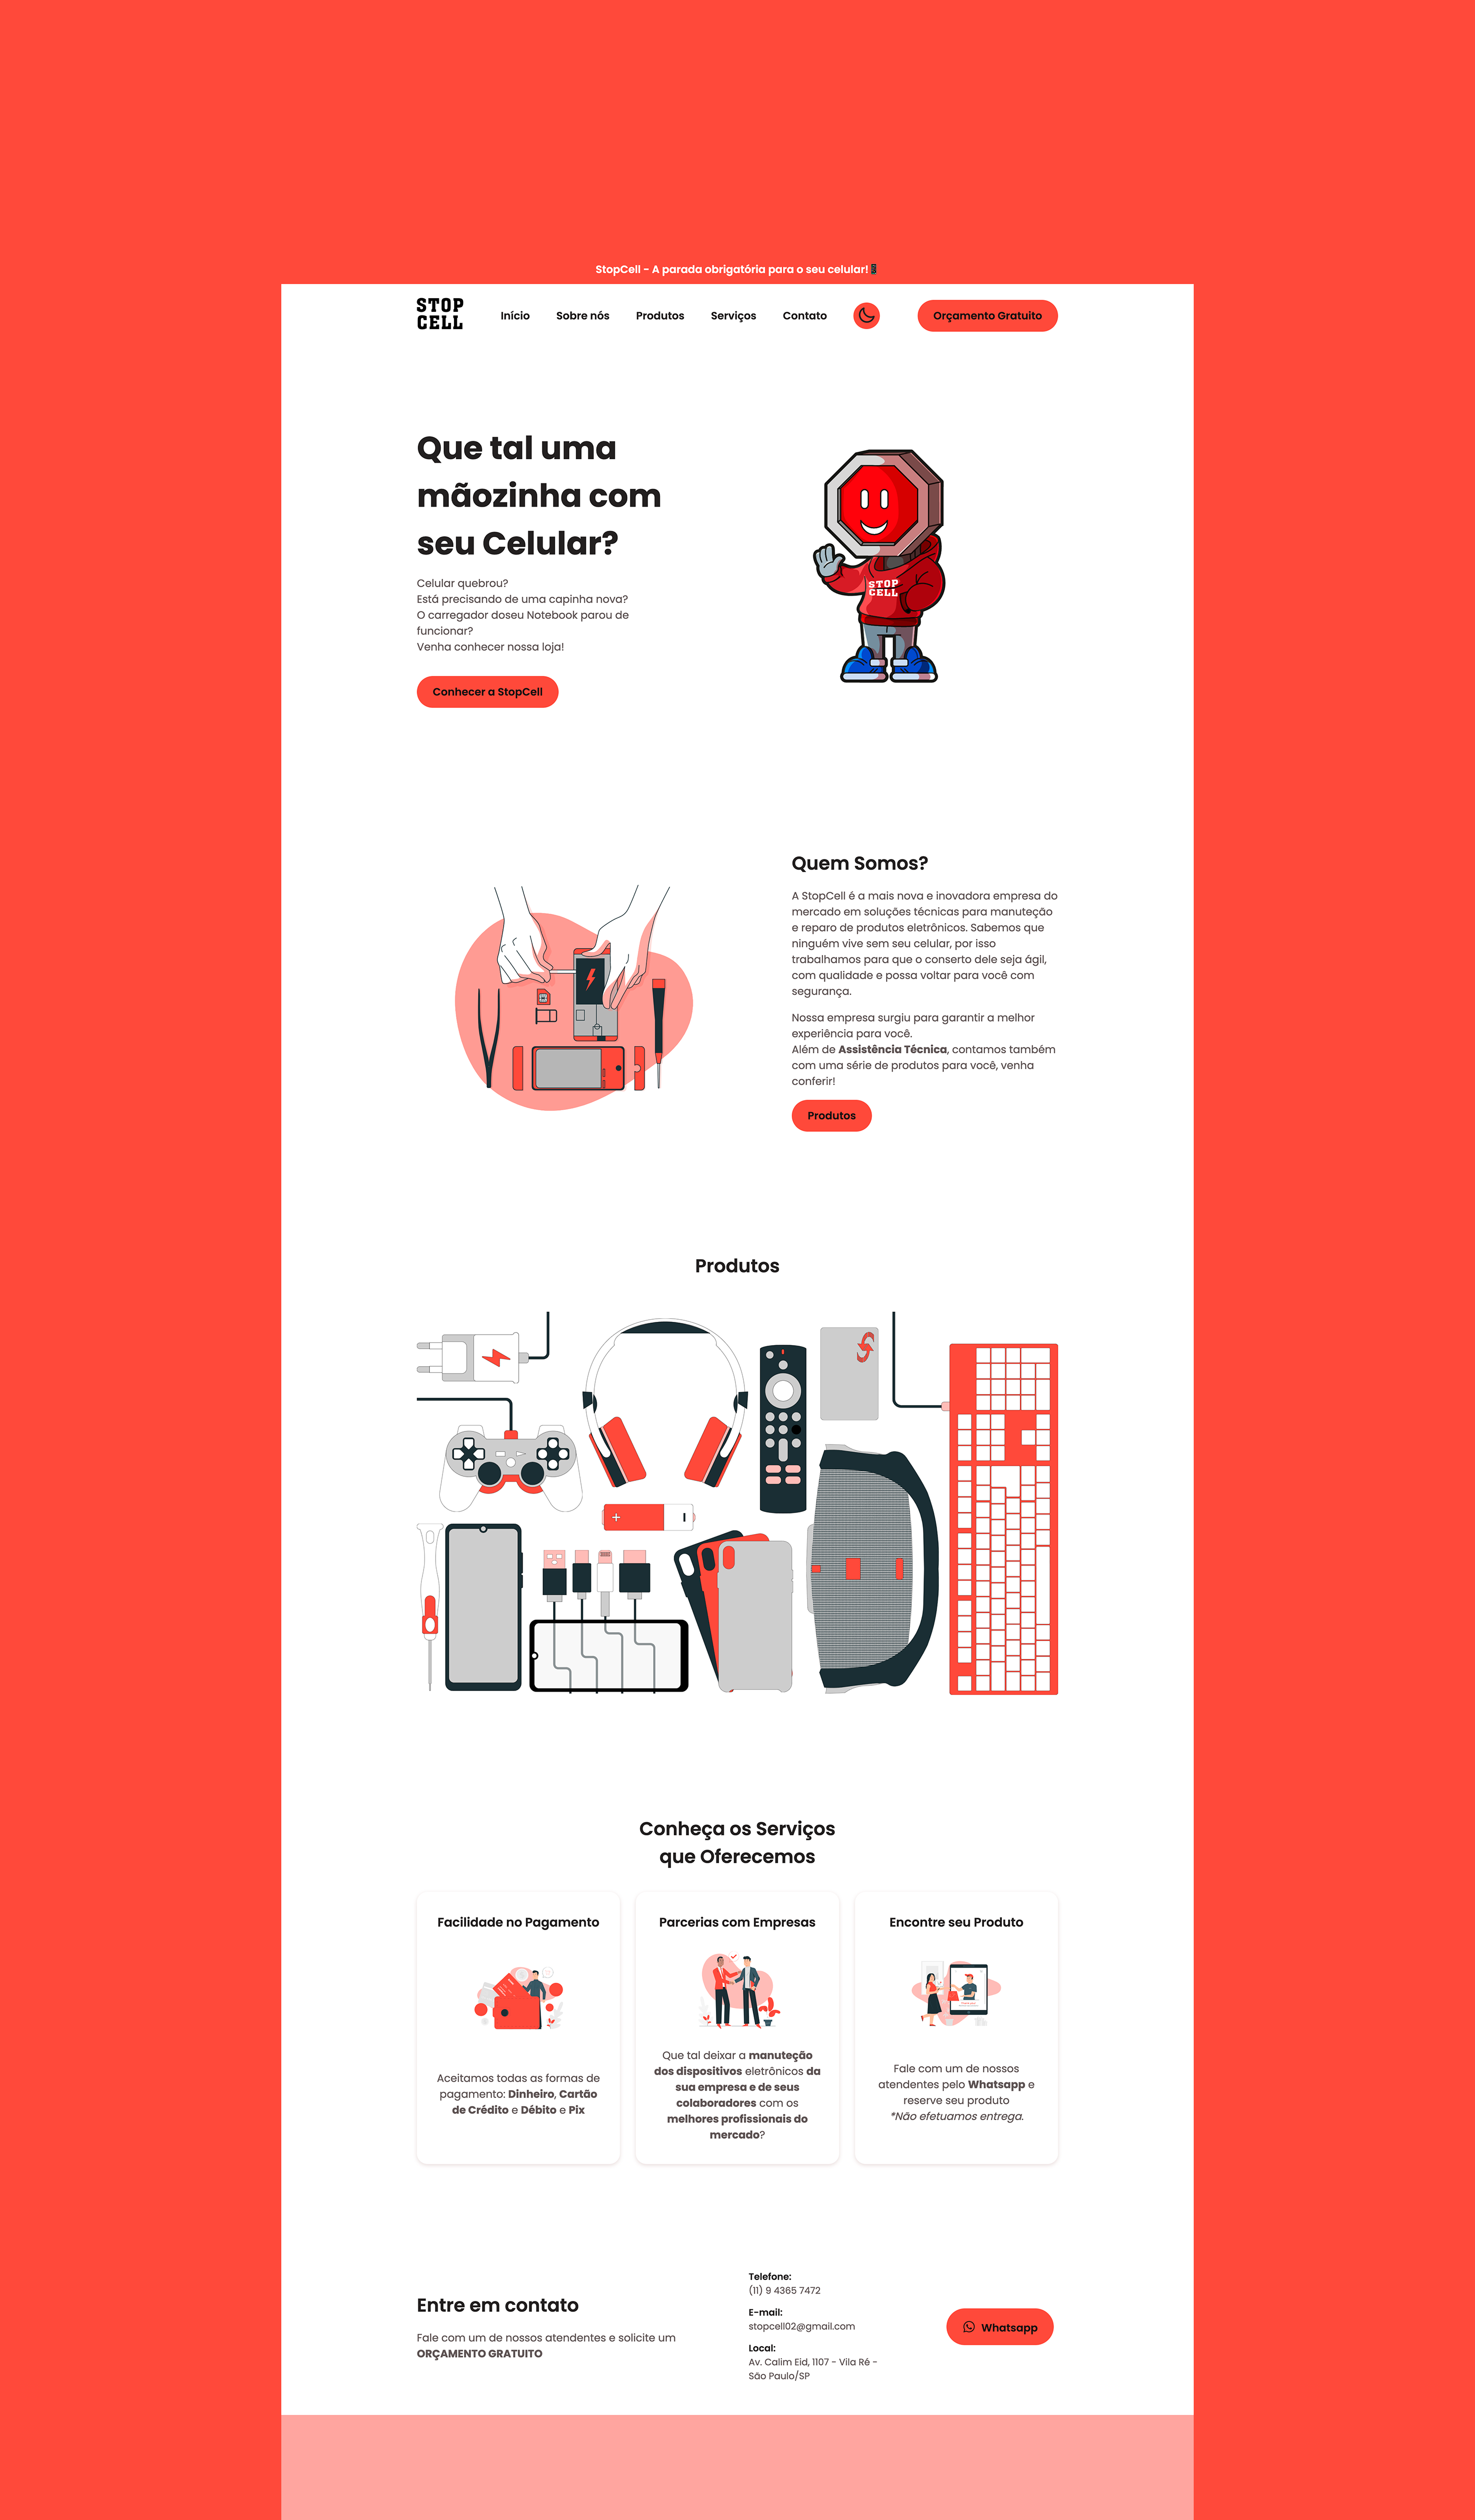 StopCell - A parada obrigatória para o seu celular!
STOP
CELL
Início Sobre nós Produtos Serviços Contato Orçamento Gratuito
Que tal uma
mãozinha com
seu Celular?
Celular quebrou?
Está precisando de uma capinha nova?
O carregador doseu Notebook parou de
funcionar?
Venha conhecer nossa loja!
Conhecer a StopCell
STOP
CELL
Quem Somos?
A StopCell é a mais nova e inovadora empresa do
mercado em soluções técnicas para manuteção
e reparo de produtos eletrônicos. Sabemos que
ninguém vive sem seu celular, por isso
trabalhamos para que o conserto dele seja ágil,
com qualidade e possa voltar para você com
segurança.
Nossa empresa surgiu para garantir a melhor
experiência para você.
Além de Assistência Técnica, contamos também
com uma série de produtos para você, venha
conferir!
Produtos
Produtos
Conheça os Serviços
que Oferecemos
Facilidade no Pagamento
Aceitamos todas as formas de
pagamento: Dinheiro, Cartão
de Crédito e Débito e Pix
Parcerias com Empresas
Que tal deixar a manuteção
dos dispositivos eletrônicos da
sua empresa e de seus
colaboradores com os
melhores profissionais do
mercado?
Encontre seu Produto
Fale com um de nossos
atendentes pelo Whatsapp e
reserve seu produto
*Não efetuamos entrega.
Entre em contato
Fale com um de nossos atendentes e solicite um
ORÇAMENTO GRATUITO
Telefone:
(11) 9 4365 7472
E-mail:
stopcell02@gmail.com
Local:
Av. Calim Eid, 1107 - Vila Ré -
São Paulo/SP
Whatsapp